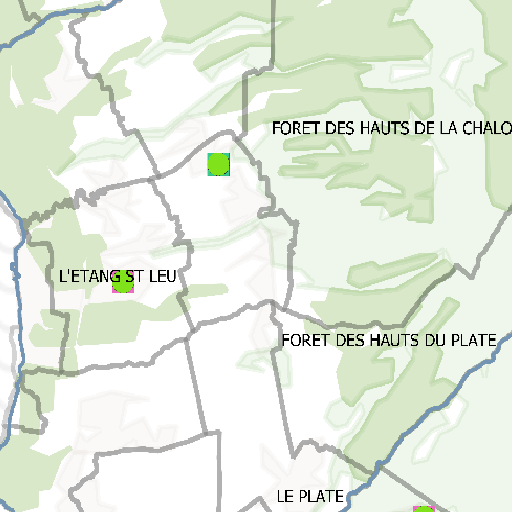 FORET DES HAUTS DE LA CHALO
L'ETANG ST LEU
FORET DES HAUTS DU PLATE
LE PLATE